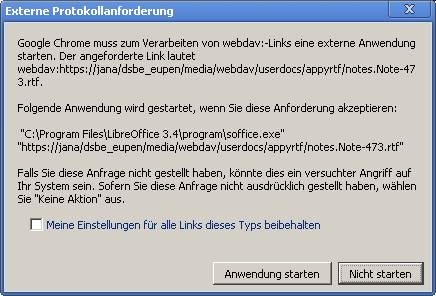 Externe Protokollanforderung
Google Chrome muss zum Verarbeiten von webdav:-Links eine externe Anwendung
starten. Der angeforderte Link lautet
webdav:https://jana/dsbe_eupen/media/webdav/userdocs/appyrtf/notes.Note-47
3.rtf.
Folgende Anwendung wird gestartet, wenn Sie diese Anforderung akzeptieren:
"C:\Program Files\LibreOffice 3.4\program\soffice.exe"
"https://jana/dsbe_eupen/media/webdav/userdocs/appyrtf/notes.Note-473.rtf"
Falls Sie diese Anfrage nicht gestellt haben, könnte dies ein versuchter Angriff auf
Ihr System sein. Sofern Sie diese Anfrage nicht ausdrücklich gestellt haben, wählen
Sie "Keine Aktion" aus.
Meine Einstellungen für alle Links dieses Typs beibehalten
Anwendung starten Nicht starten